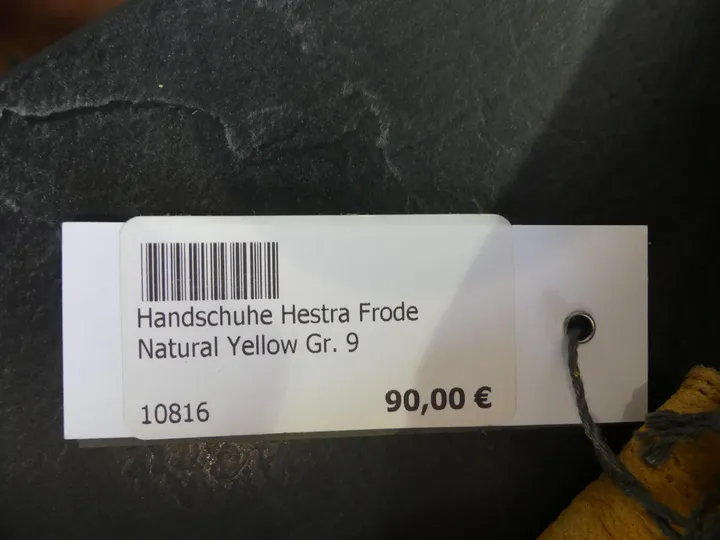 Handschuhe Hestra Frode
Natural Yellow Gr. 9
10816
90,00 €